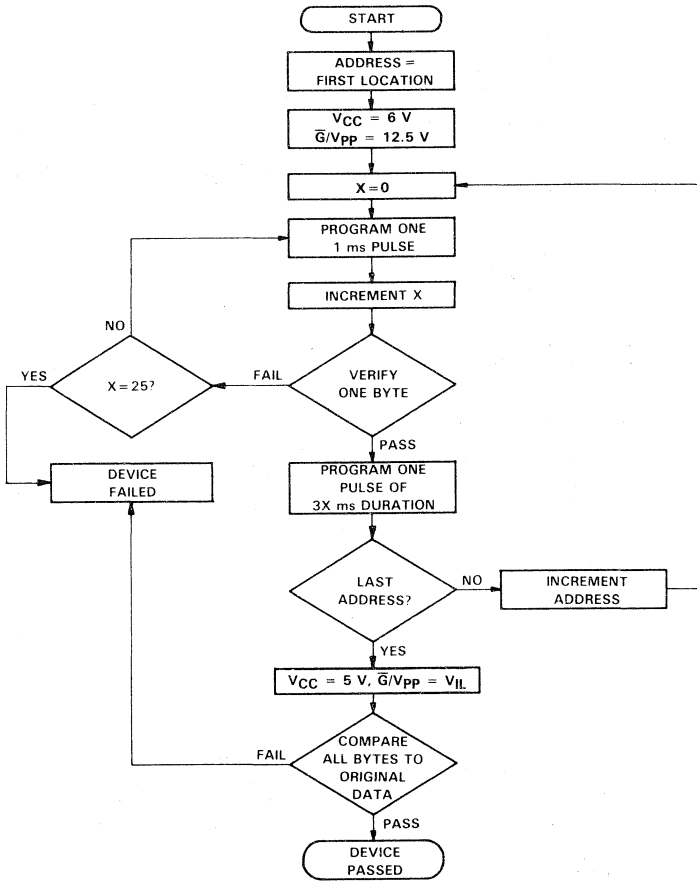 START
ADDRESS =
FIRST LOCATION
VCC = 6 V
G̅/VPP = 12.5 V
X=0
PROGRAM ONE
1 ms PULSE
INCREMENT X
NO
YES
X=25?
FAIL
VERIFY
ONE BYTE
PASS
DEVICE
FAILED
PROGRAM ONE
PULSE OF
3X ms DURATION
LAST
ADDRESS?
NO
INCREMENT
ADDRESS
YES
VCC = 5 V, G̅/VPP = VIL
FAIL
COMPARE
ALL BYTES TO
ORIGINAL
DATA
PASS
DEVICE
PASSED